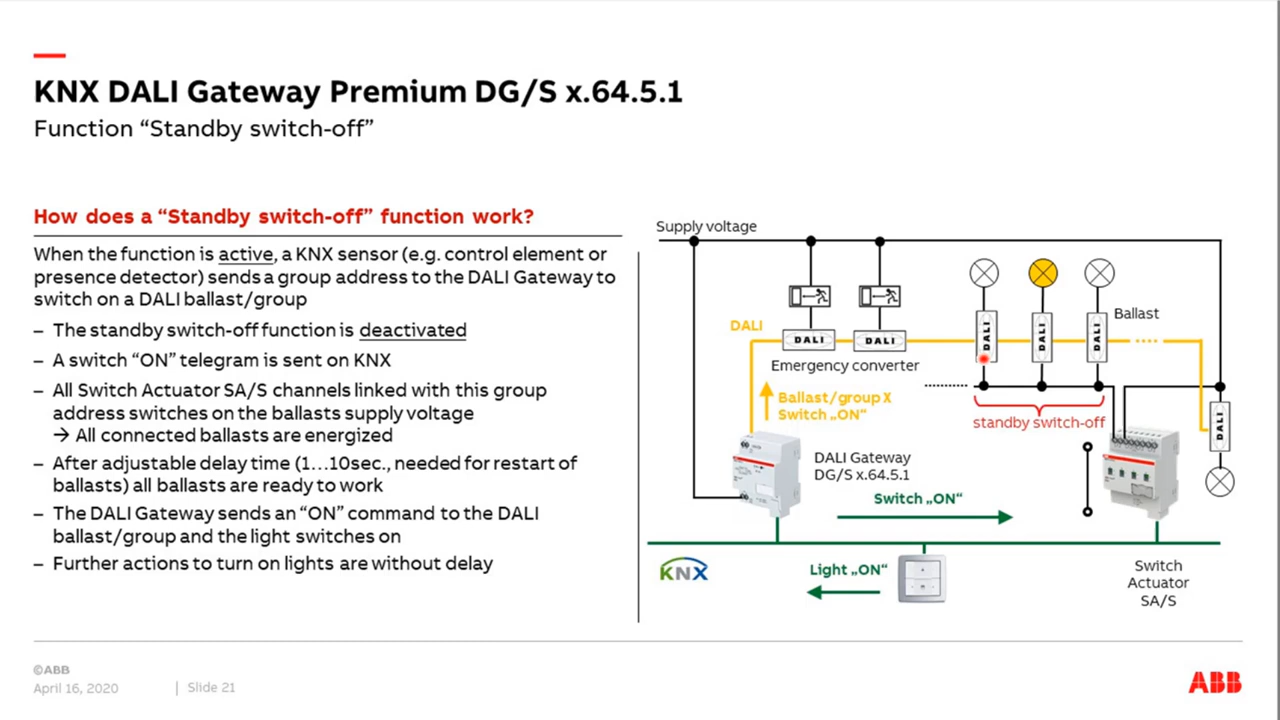 KNX DALI Gateway Premium DG/S x.64.5.1
Function “Standby switch-off”
How does a “Standby switch-off” function work?
When the function is active, a KNX sensor (e.g. control element or
presence detector) sends a group address to the DALI Gateway to
switch on a DALI ballast/group
– The standby switch-off function is deactivated
– A switch “ON” telegram is sent on KNX
– All Switch Actuator SA/S channels linked with this group
address switches on the ballasts supply voltage
→ All connected ballasts are energized
– After adjustable delay time (1…10sec., needed for restart of
ballasts) all ballasts are ready to work
– The DALI Gateway sends an “ON” command to the DALI
ballast/group and the light switches on
– Further actions to turn on lights are without delay
Supply voltage
DALI
DALI
DALI
Emergency converter
DALI
DALI
DALI
Ballast
Ballast/group X
Switch „ON“
standby switch-off
DALI
DALI Gateway
DG/S x.64.5.1
Switch „ON“
KNX
Light „ON“
Switch
Actuator
SA/S
©ABB
April 16, 2020
Slide 21
ABB